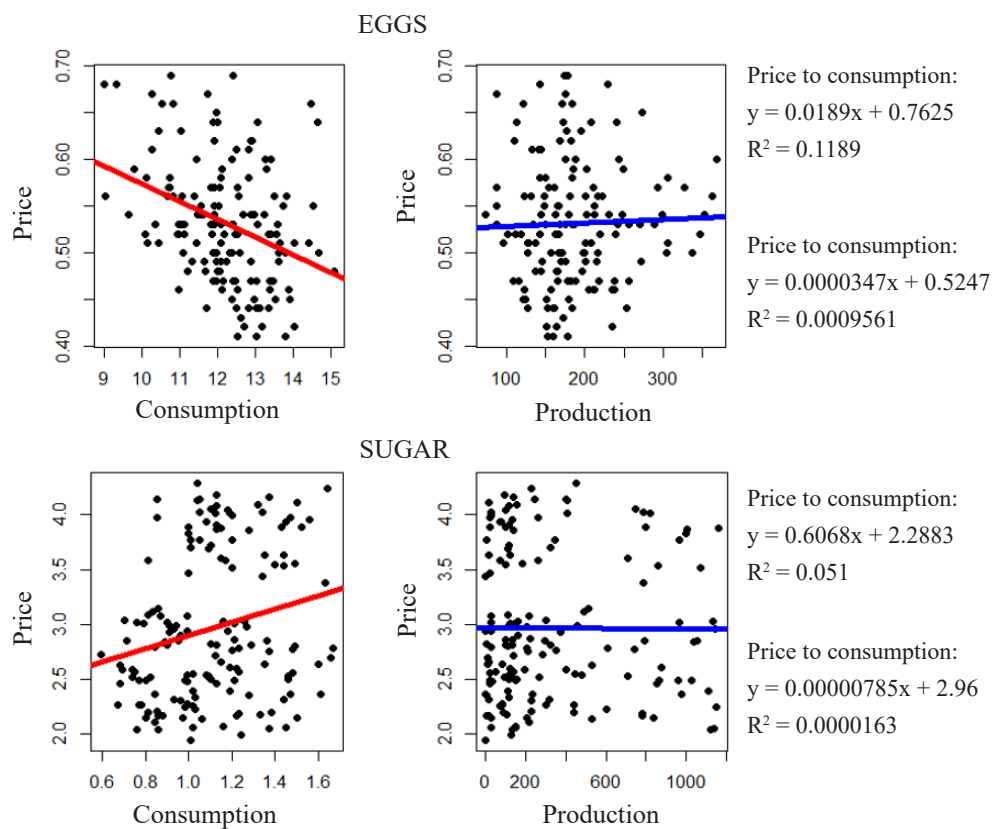 EGGS
0.70
0.60
0.50
0.40
Price
9 10 11 12 13 14 15
Consumption
Price
0.70
0.60
0.50
0.40
100 200 300
Production
Price to consumption:
y = 0.0189x + 0.7625
R² = 0.1189
Price to consumption:
y = 0.0000347x + 0.5247
R² = 0.0009561
SUGAR
4.0
3.5
3.0
2.5
2.0
Price
0.6 0.8 1.0 1.2 1.4 1.6
Consumption
Price
4.0
3.5
3.0
2.5
2.0
0 200 600 1000
Production
Price to consumption:
y = 0.6068x + 2.2883
R² = 0.051
Price to consumption:
y = 0.00000785x + 2.96
R² = 0.0000163